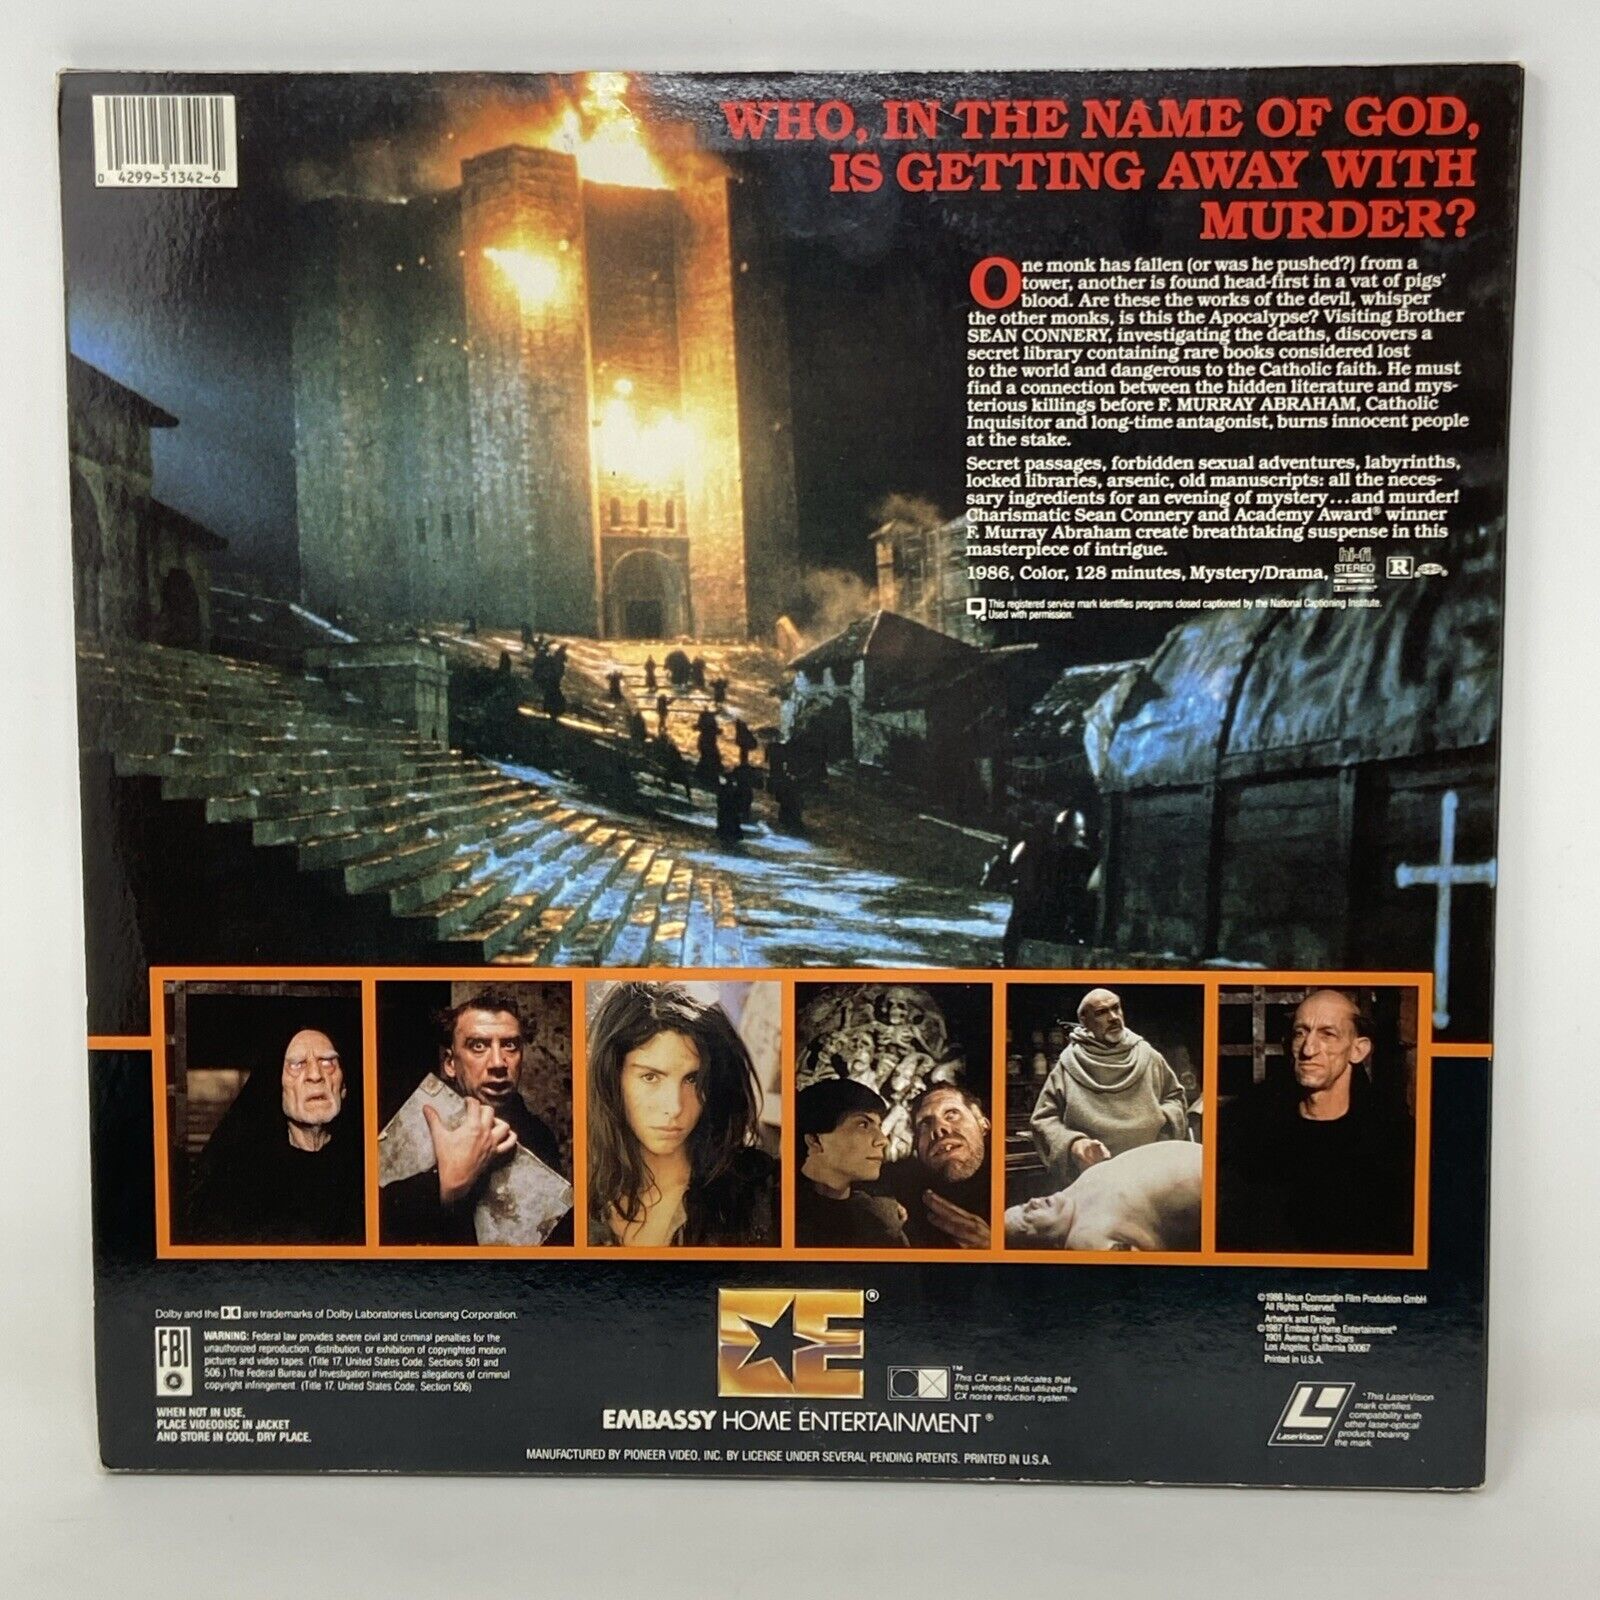 0 4299-51342-6
WHO, IN THE NAME OF GOD,
IS GETTING AWAY WITH
MURDER?
One monk has fallen (or was he pushed?) from a
tower, another is found head-first in a vat of pigs'
blood. Are these the works of the devil, whisper
the other monks, is this the Apocalypse? Visiting Brother
SEAN CONNERY, investigating the deaths, discovers a
secret library containing rare books considered lost
to the world and dangerous to the Catholic faith. He must
find a connection between the hidden literature and mys-
terious killings before F. MURRAY ABRAHAM, Catholic
Inquisitor and long-time antagonist, burns innocent people
at the stake.
Secret passages, forbidden sexual adventures, labyrinths,
locked libraries, arsenic, old manuscripts: all the neces-
sary ingredients for an evening of mystery...and murder!
Charismatic Sean Connery and Academy Award® winner
F. Murray Abraham create breathtaking suspense in this
masterpiece of intrigue.
1986, Color, 128 minutes, Mystery/Drama, hi-fi STEREO R
This registered service mark identifies programs closed captioned by the National Captioning Institute.
Used with permission.
Dolby and the DD are trademarks of Dolby Laboratories Licensing Corporation.
FBI
WARNING: Federal law provides severe civil and criminal penalties for the
unauthorized reproduction, distribution, or exhibition of copyrighted motion
pictures and video tapes. (Title 17, United States Code, Sections 501 and
506.) The Federal Bureau of Investigation investigates allegations of criminal
copyright infringement. (Title 17, United States Code, Section 506)
WHEN NOT IN USE,
PLACE VIDEODISC IN JACKET
AND STORE IN COOL, DRY PLACE.
E®
EMBASSY HOME ENTERTAINMENT®
™
This CX mark indicates that
this videodisc has utilized the
CX noise reduction system.
MANUFACTURED BY PIONEER VIDEO, INC. BY LICENSE UNDER SEVERAL PENDING PATENTS. PRINTED IN U.S.A.
©1986 Neue Constantin Film Produktion GmbH
All Rights Reserved.
Artwork and Design
©1987 Embassy Home Entertainment®
1901 Avenue of the Stars
Los Angeles, California 90067
Printed in U.S.A.
LaserVision
"This LaserVision
mark certifies
compatibility with
other laser-optical
products bearing
the mark.